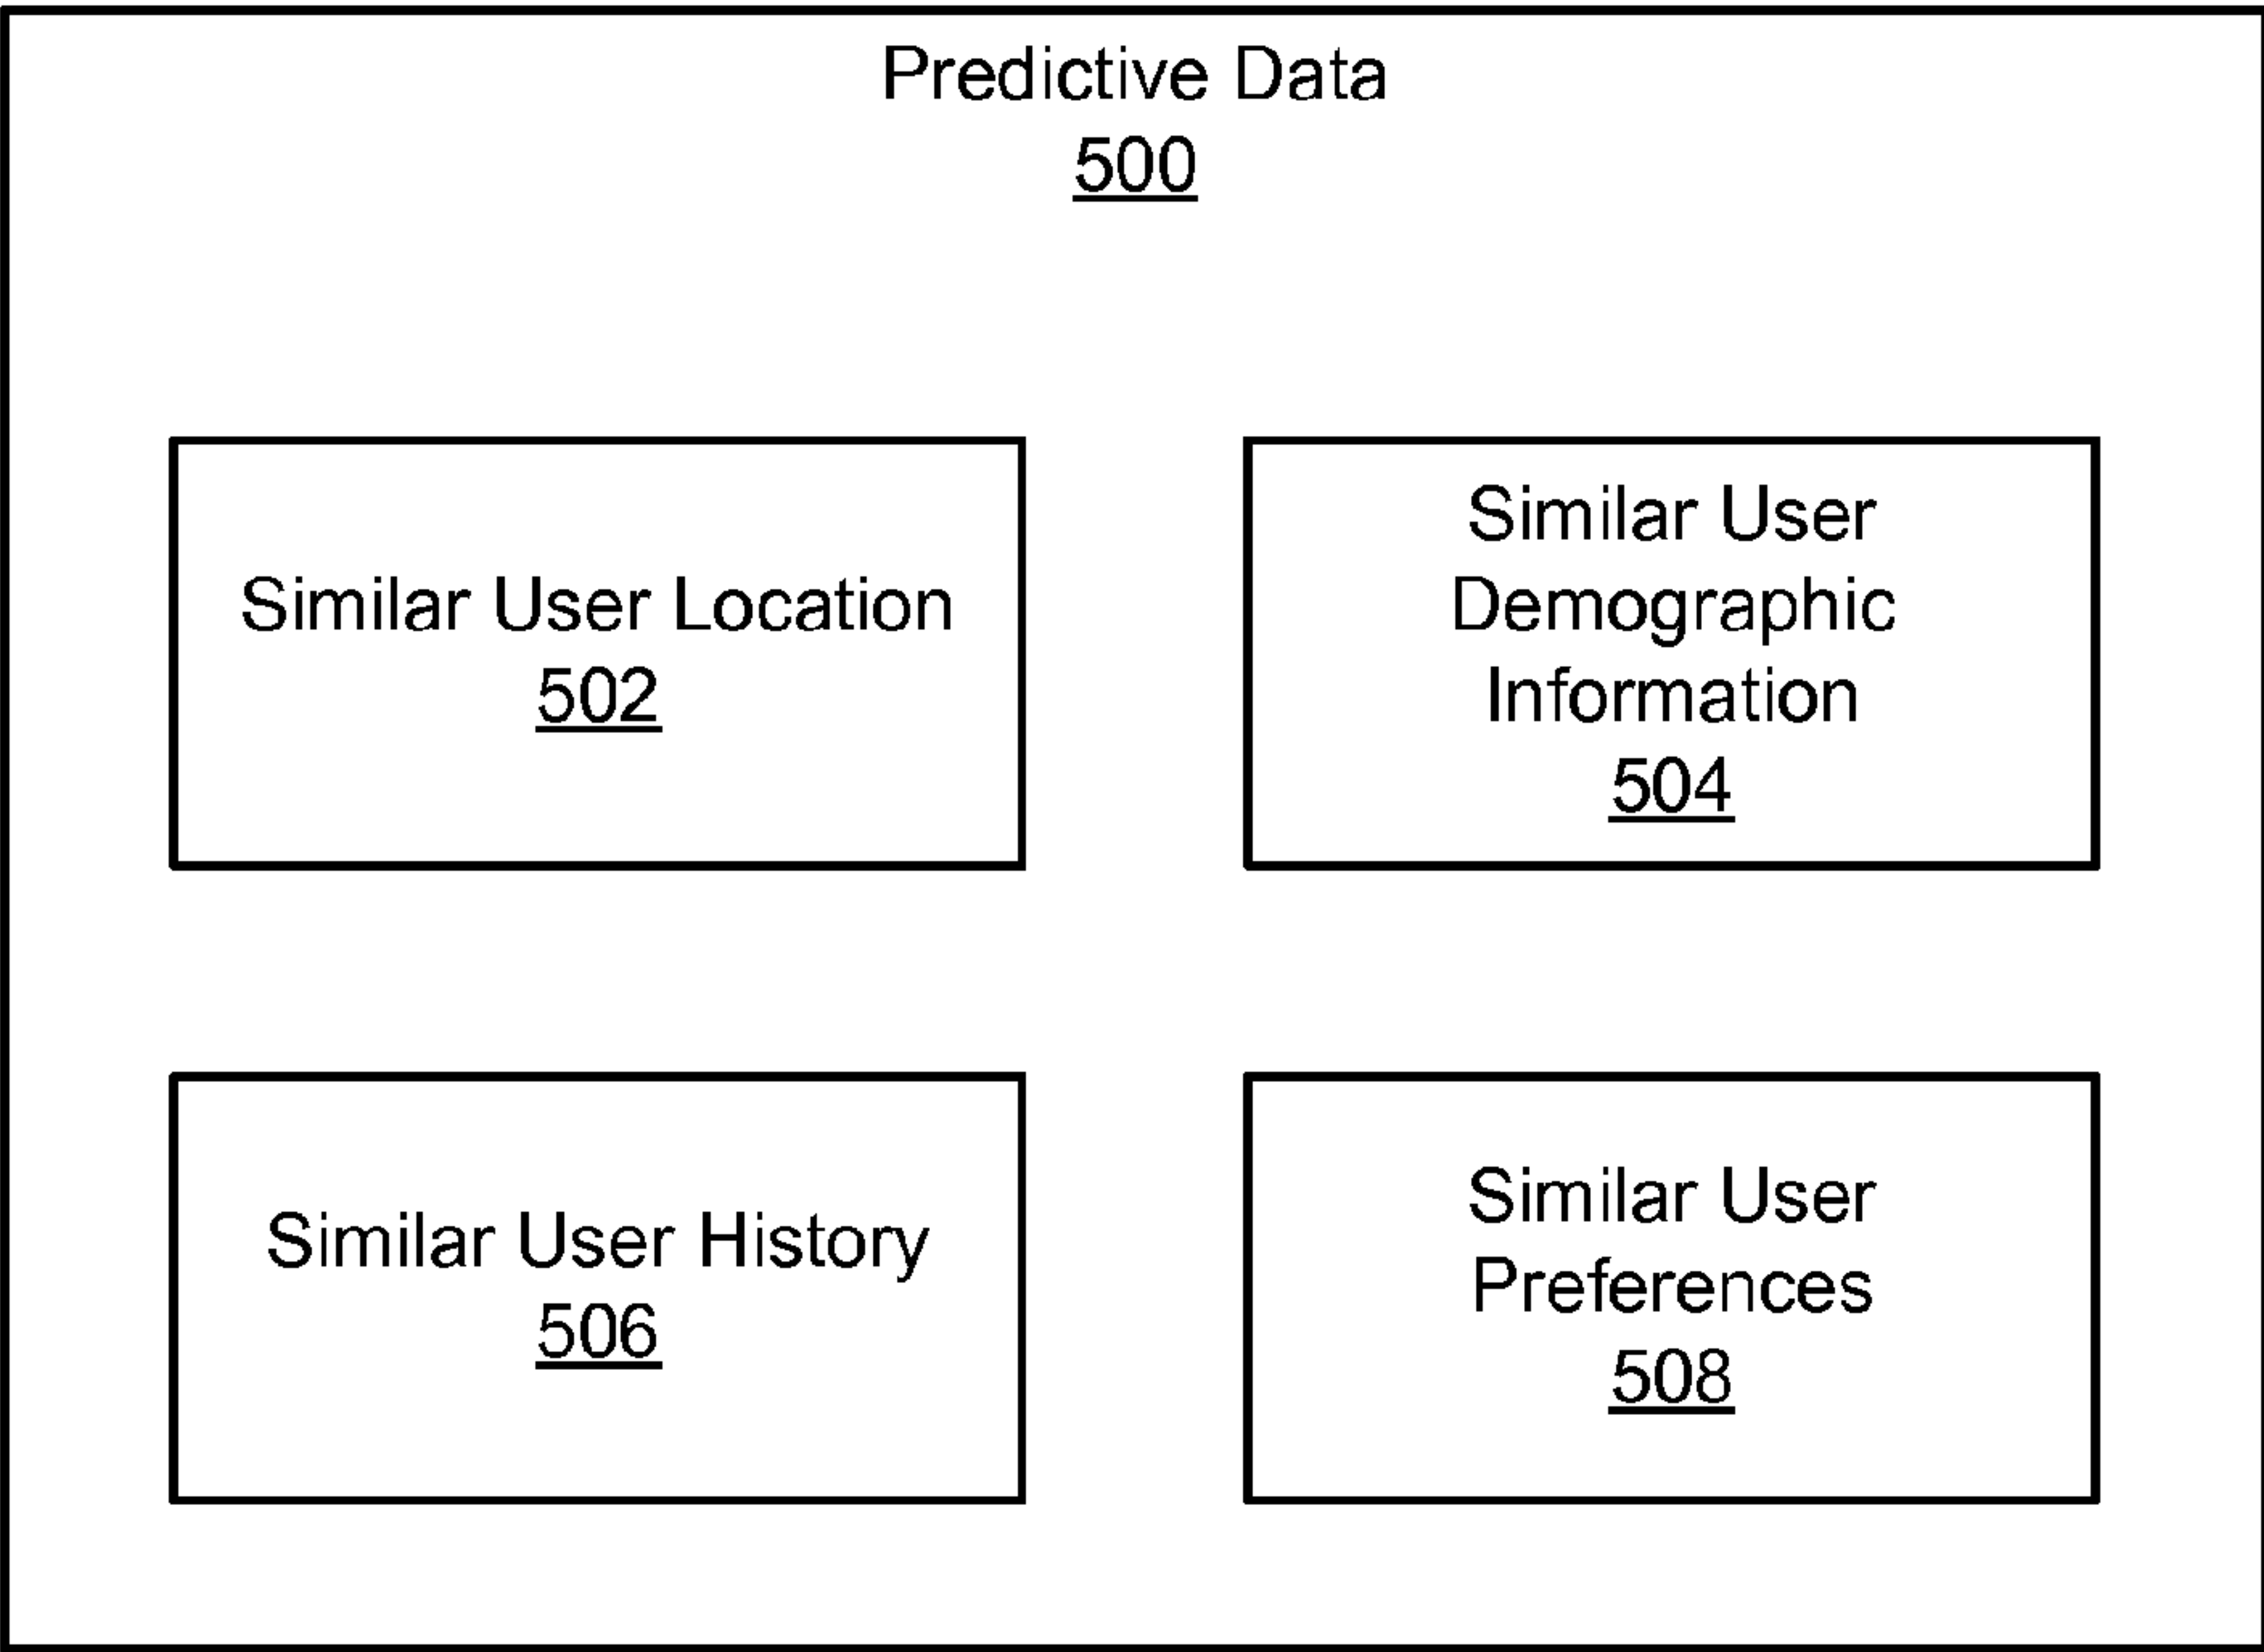 Predictive Data
500
Similar User Location
502
Similar User
Demographic
Information
504
Similar User History
506
Similar User
Preferences
508